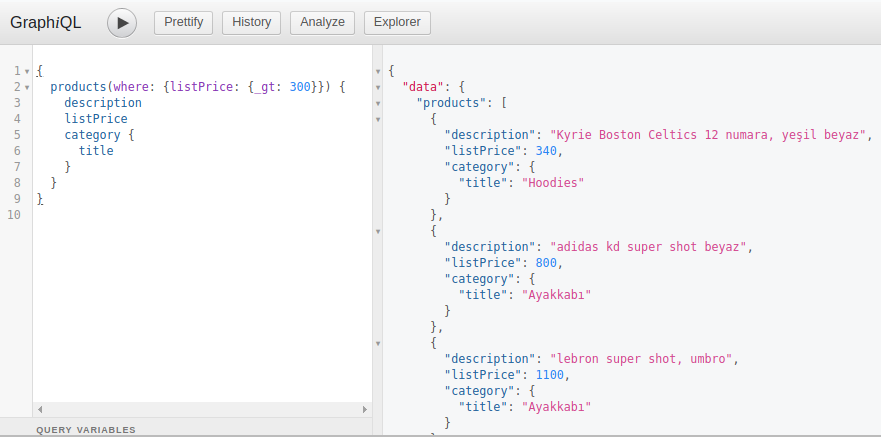 GraphiQL Prettify History Analyze Explorer
1 {
2 products(where: {listPrice: {_gt: 300}}) {
3 description
4 listPrice
5 category {
6 title
7 }
8 }
9 }
10
QUERY VARIABLES
{
"data": {
"products": [
{
"description": "Kyrie Boston Celtics 12 numara, yeşil beyaz",
"listPrice": 340,
"category": {
"title": "Hoodies"
}
},
{
"description": "adidas kd super shot beyaz",
"listPrice": 800,
"category": {
"title": "Ayakkabı"
}
},
{
"description": "lebron super shot, umbro",
"listPrice": 1100,
"category": {
"title": "Ayakkabı"
}